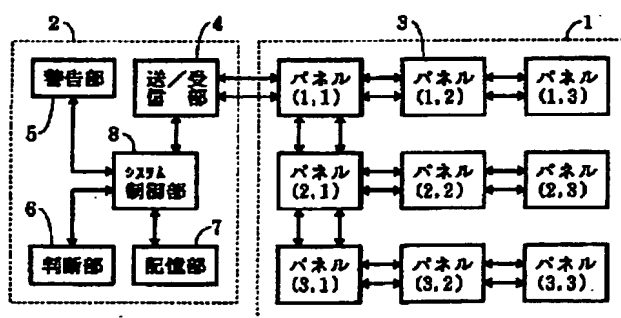 2
4
3
1
警告部
送信/受信部
パネル
(1,1)
パネル
(1,2)
パネル
(1,3)
5
8
システム
制御部
パネル
(2,1)
パネル
(2,2)
パネル
(2,3)
6
7
判断部
記憶部
パネル
(3,1)
パネル
(3,2)
パネル
(3,3)